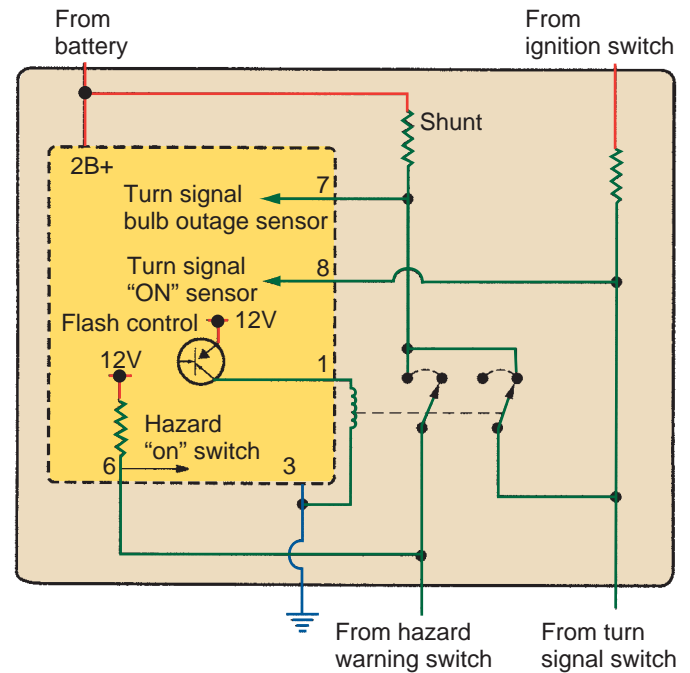 From
battery
From
ignition switch
Shunt
2B+
7
Turn signal
bulb outage sensor
8
Turn signal
“ON” sensor
Flash control
12V
12V
1
Hazard
“on” switch
6
3
From hazard
warning switch
From turn
signal switch